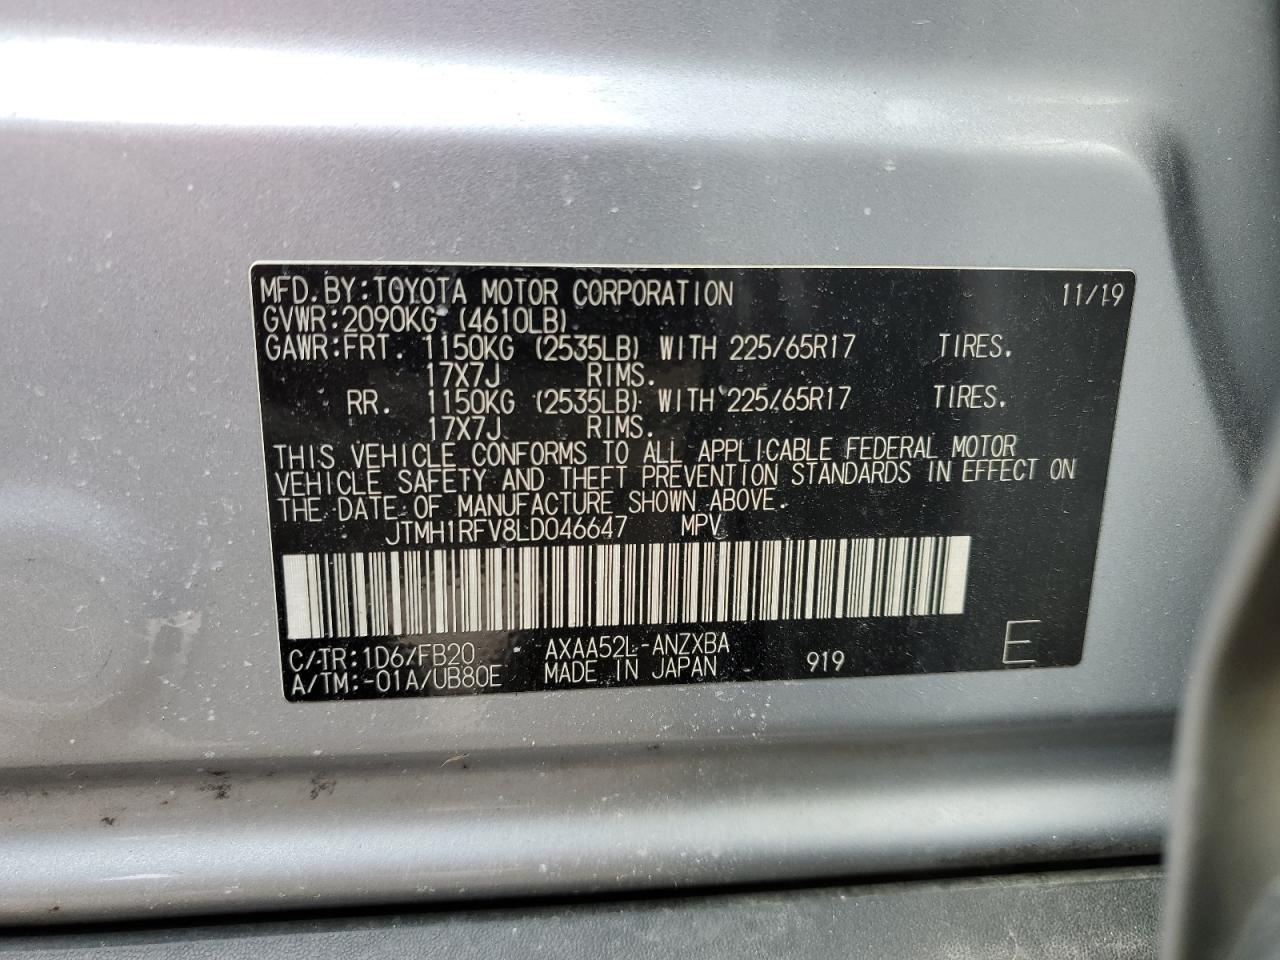 MFD. BY: TOYOTA MOTOR CORPORATION 11/19
GVWR: 2090KG (4610LB)
GAWR: FRT. 1150KG (2535LB) WITH 225/65R17 TIRES.
17X7J RIMS.
RR. 1150KG (2535LB) WITH 225/65R17 TIRES.
17X7J RIMS.
THIS VEHICLE CONFORMS TO ALL APPLICABLE FEDERAL MOTOR
VEHICLE SAFETY AND THEFT PREVENTION STANDARDS IN EFFECT ON
THE DATE OF MANUFACTURE SHOWN ABOVE.
JTMH1RFV8LD046647 MPV
C/TR: 1D6/FB20 AXAA52L-ANZXBA
A/TM: -01A/UB80E MADE IN JAPAN 919 E